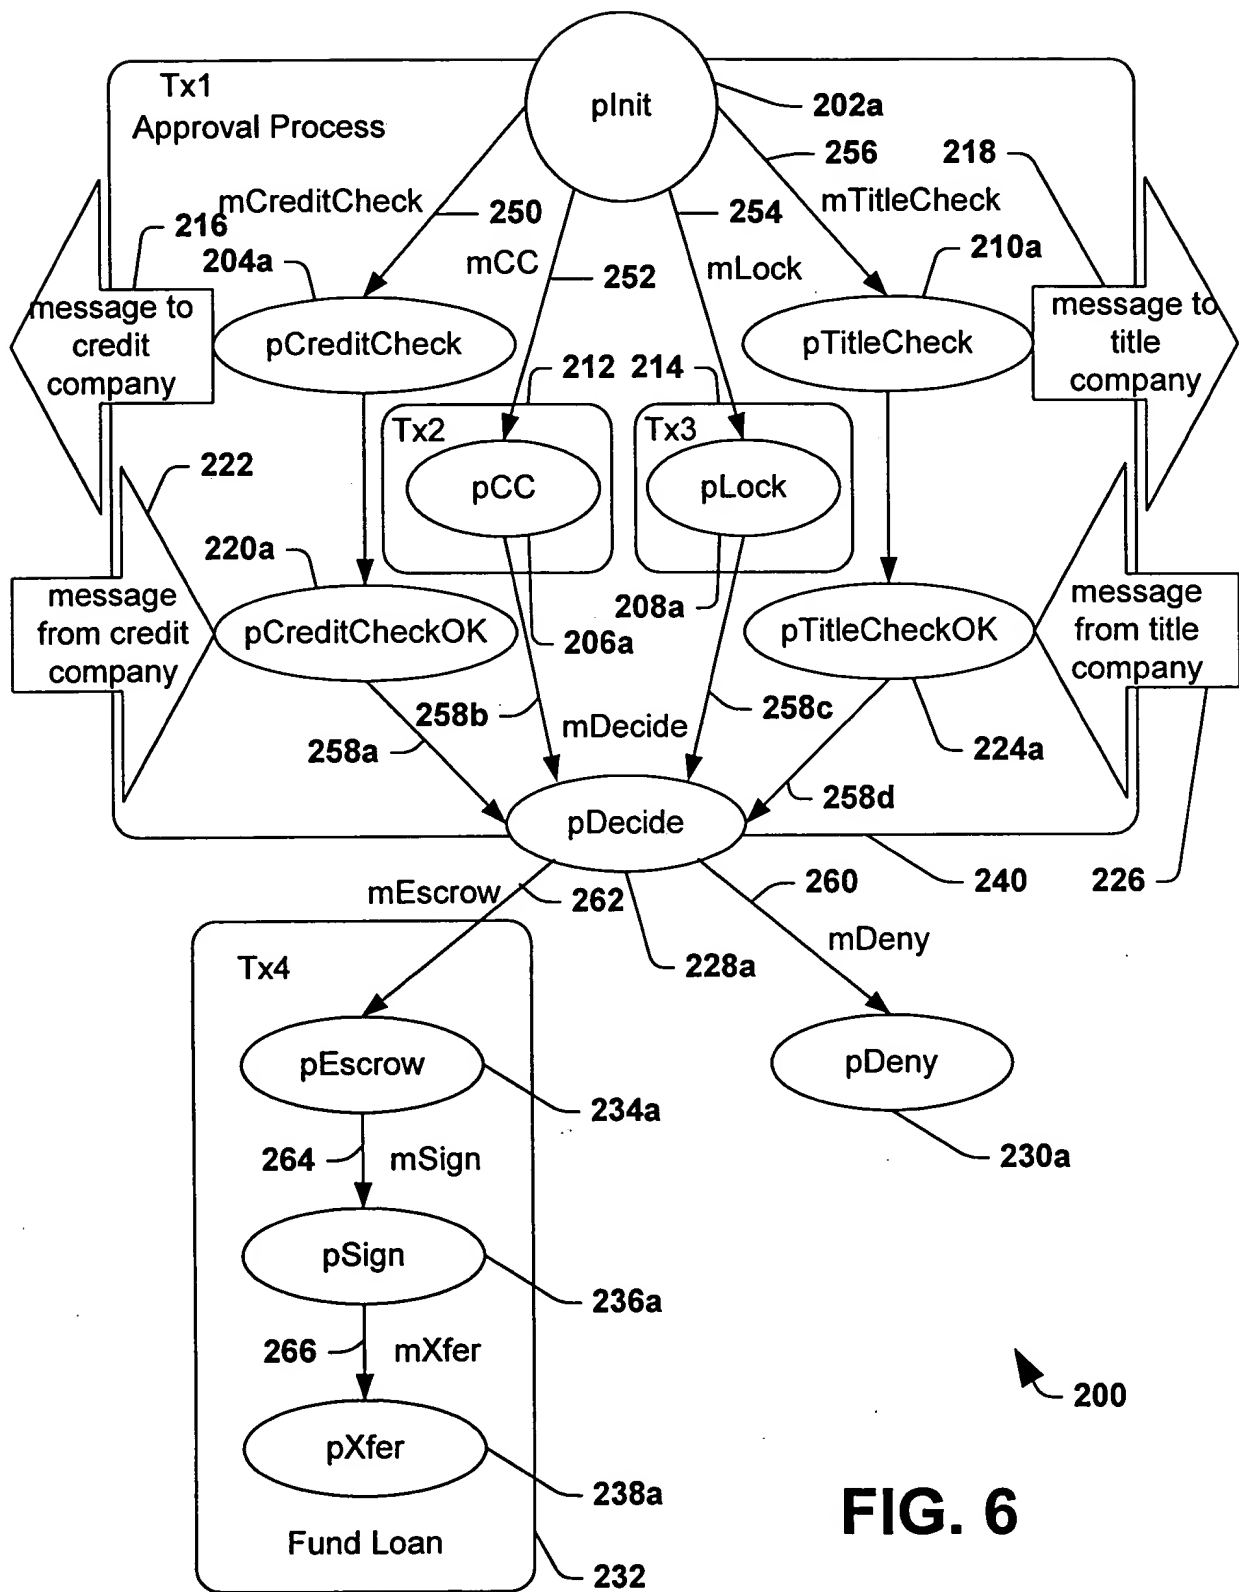 Tx1
Approval Process
pInit
202a
256
218
mCreditCheck
250
254
mTitleCheck
216
204a
mCC
252
mLock
210a
message to
credit
company
pCreditCheck
pTitleCheck
message to
title
company
212
214
Tx2
Tx3
pCC
pLock
222
220a
206a
208a
message
from credit
company
pCreditCheckOK
pTitleCheckOK
message
from title
company
258b
mDecide
258c
258a
224a
258d
pDecide
mEscrow
262
260
240
226
mDeny
228a
Tx4
pEscrow
pDeny
234a
264
mSign
230a
pSign
236a
266
mXfer
200
pXfer
238a
FIG. 6
Fund Loan
232